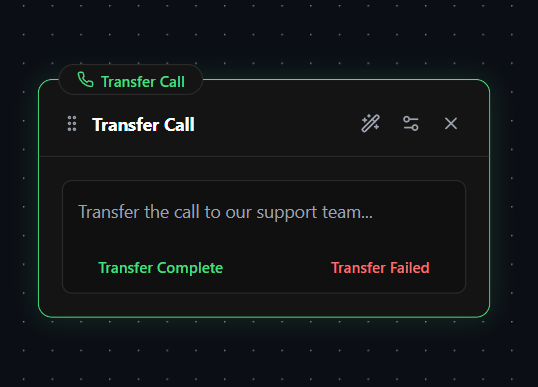 Transfer Call
Transfer Call
Transfer the call to our support team...
Transfer Complete
Transfer Failed